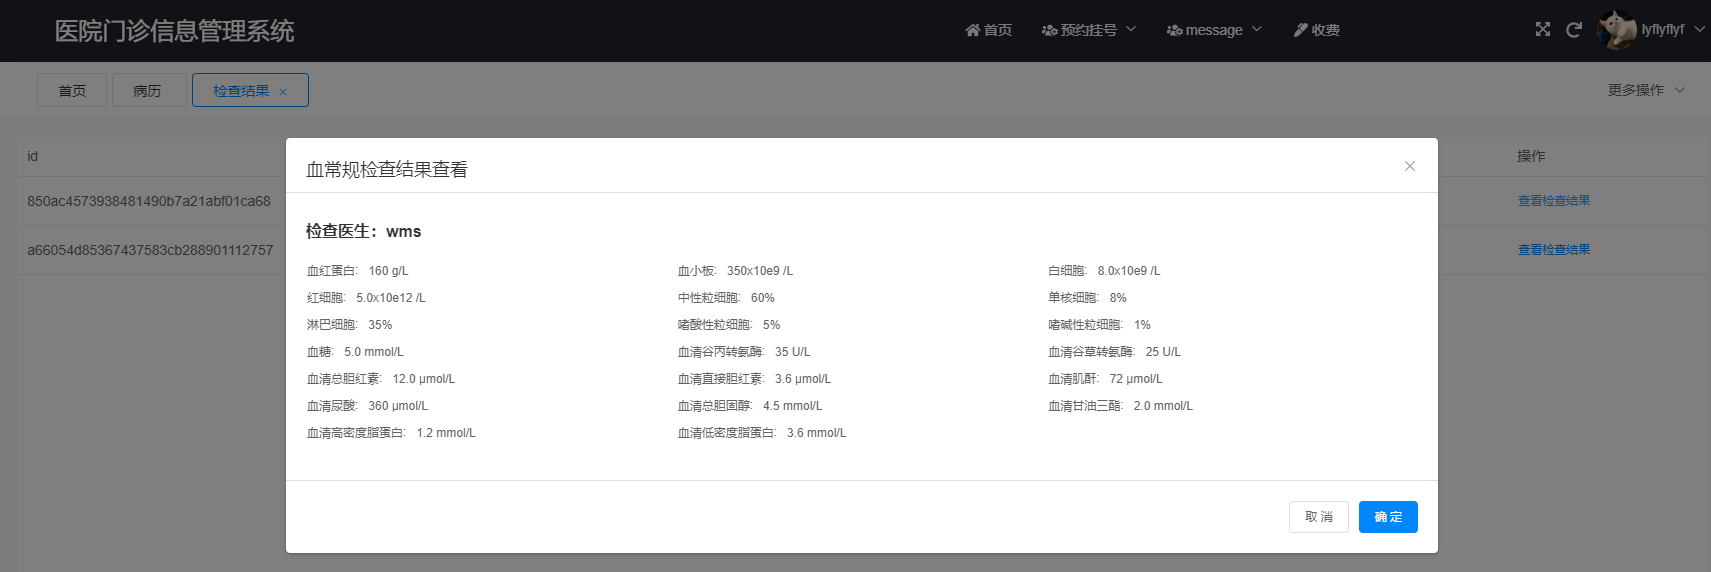 医院门诊信息管理系统 首页 预约挂号 message 收费 lyflyflyf
首页 病历 检查结果 × 更多操作
id 操作
850ac4573938481490b7a21abf01ca68 查看检查结果
a66054d85367437583cb288901112757 查看检查结果
血常规检查结果查看
检查医生：wms
血红蛋白： 160 g/L 血小板： 350x10e9 /L 白细胞： 8.0x10e9 /L
红细胞： 5.0x10e12 /L 中性粒细胞： 60% 单核细胞： 8%
淋巴细胞： 35% 嗜酸性粒细胞： 5% 嗜碱性粒细胞： 1%
血糖： 5.0 mmol/L 血清谷丙转氨酶： 35 U/L 血清谷草转氨酶： 25 U/L
血清总胆红素： 12.0 μmol/L 血清直接胆红素： 3.6 μmol/L 血清肌酐： 72 μmol/L
血清尿酸： 360 μmol/L 血清总胆固醇： 4.5 mmol/L 血清甘油三酯： 2.0 mmol/L
血清高密度脂蛋白： 1.2 mmol/L 血清低密度脂蛋白： 3.6 mmol/L
取消 确定